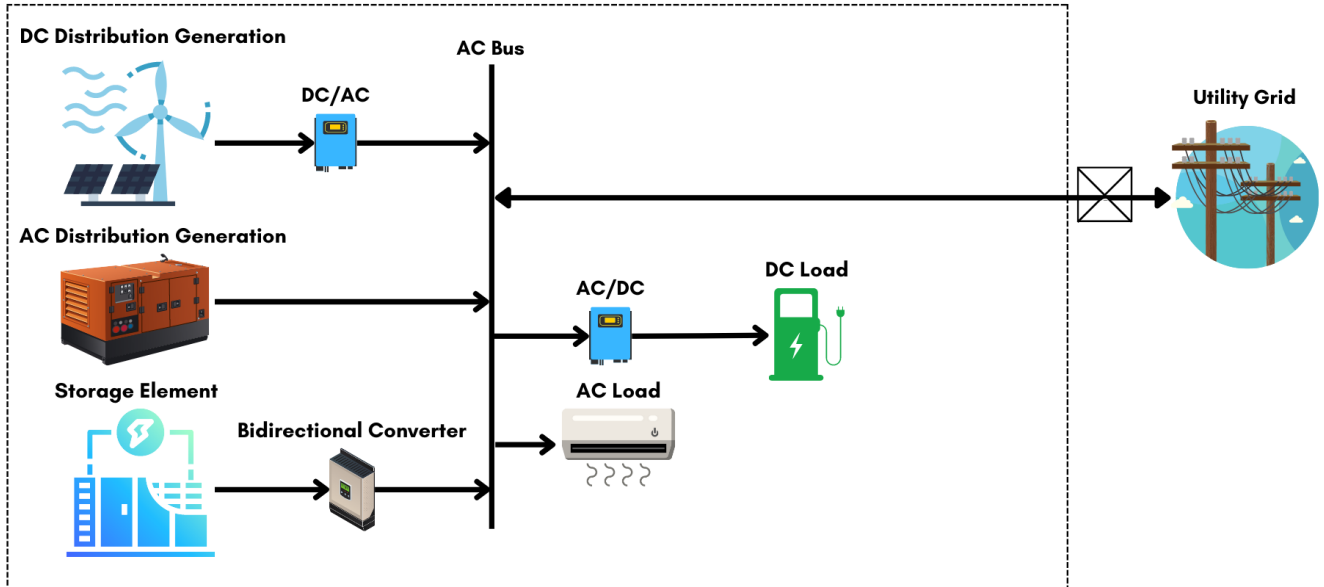 DC Distribution Generation
AC Bus
DC/AC
Utility Grid
AC Distribution Generation
AC/DC
DC Load
Storage Element
AC Load
Bidirectional Converter